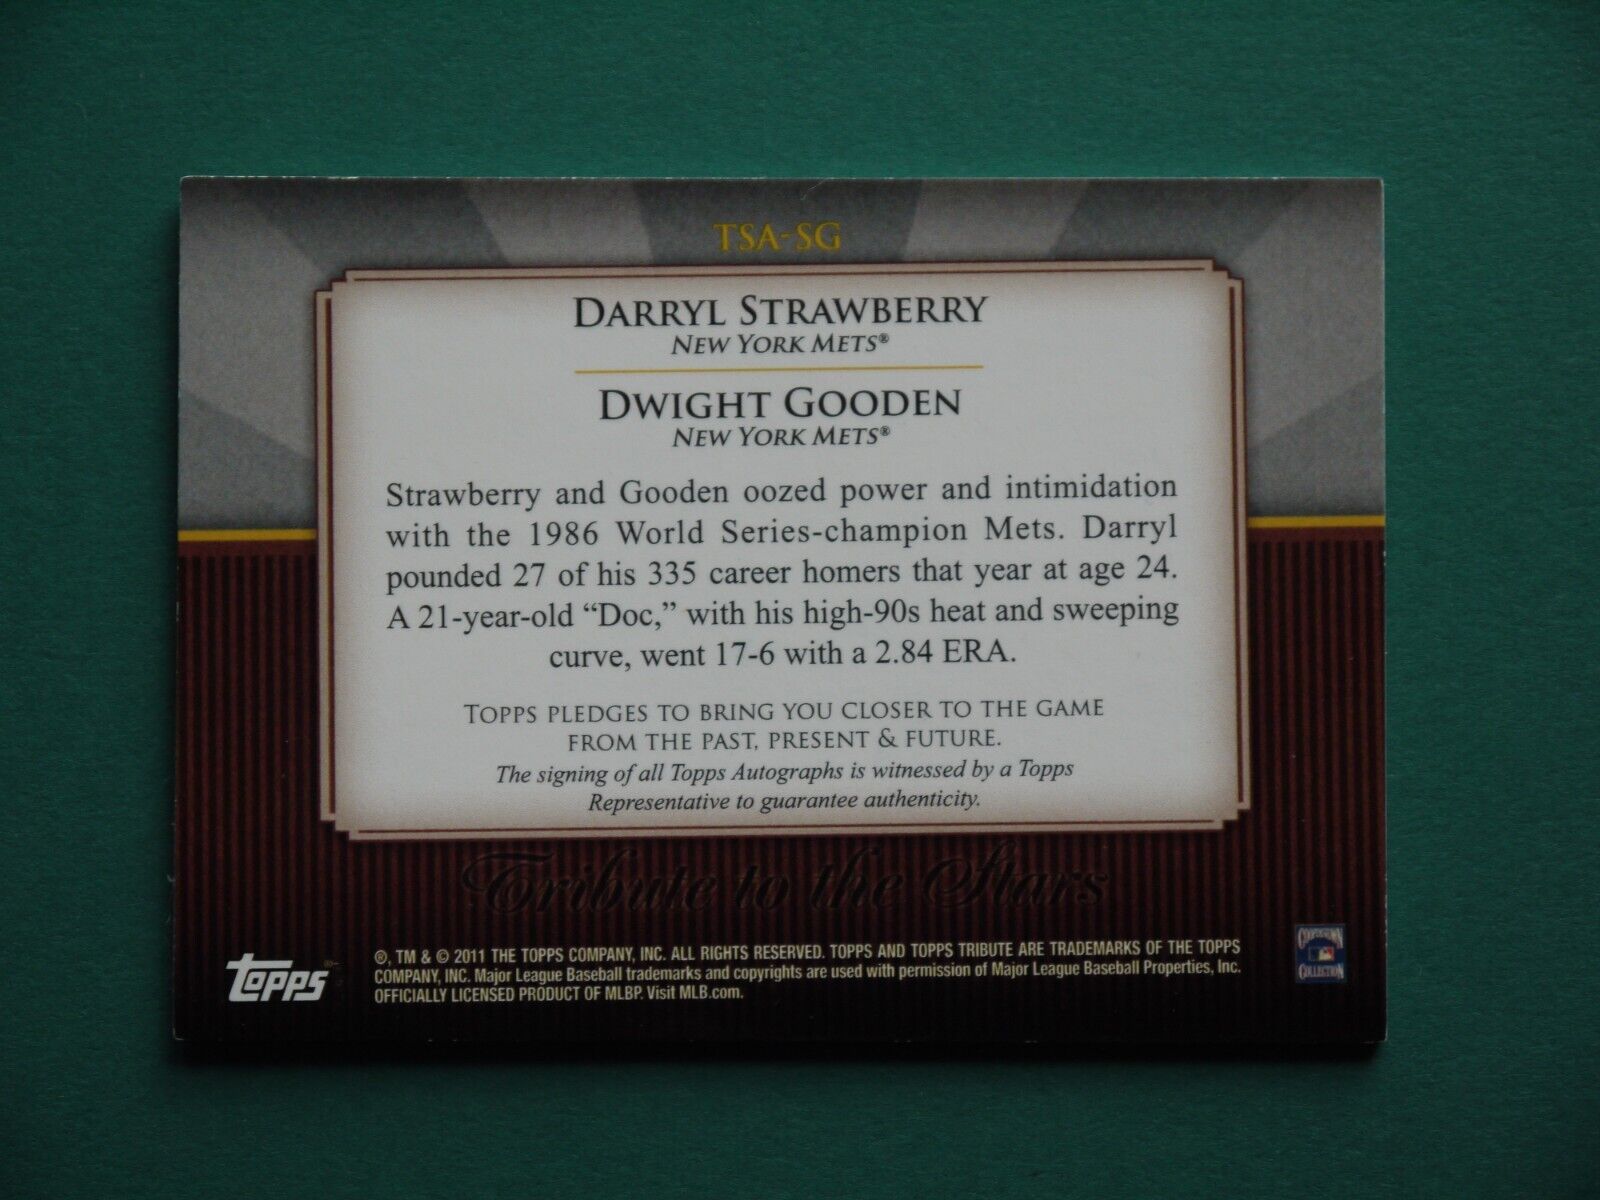 TSA-SG
DARRYL STRAWBERRY
NEW YORK METS®
DWIGHT GOODEN
NEW YORK METS®
Strawberry and Gooden oozed power and intimidation
with the 1986 World Series-champion Mets. Darryl
pounded 27 of his 335 career homers that year at age 24.
A 21-year-old “Doc,” with his high-90s heat and sweeping
curve, went 17-6 with a 2.84 ERA.
TOPPS PLEDGES TO BRING YOU CLOSER TO THE GAME
FROM THE PAST, PRESENT & FUTURE.
The signing of all Topps Autographs is witnessed by a Topps
Representative to guarantee authenticity.
Tribute to the Stars
topps
®, TM & © 2011 THE TOPPS COMPANY, INC. ALL RIGHTS RESERVED. TOPPS AND TOPPS TRIBUTE ARE TRADEMARKS OF THE TOPPS
COMPANY, INC. Major League Baseball trademarks and copyrights are used with permission of Major League Baseball Properties, Inc.
OFFICIALLY LICENSED PRODUCT OF MLBP. Visit MLB.com.
COOPERSTOWN
COLLECTION